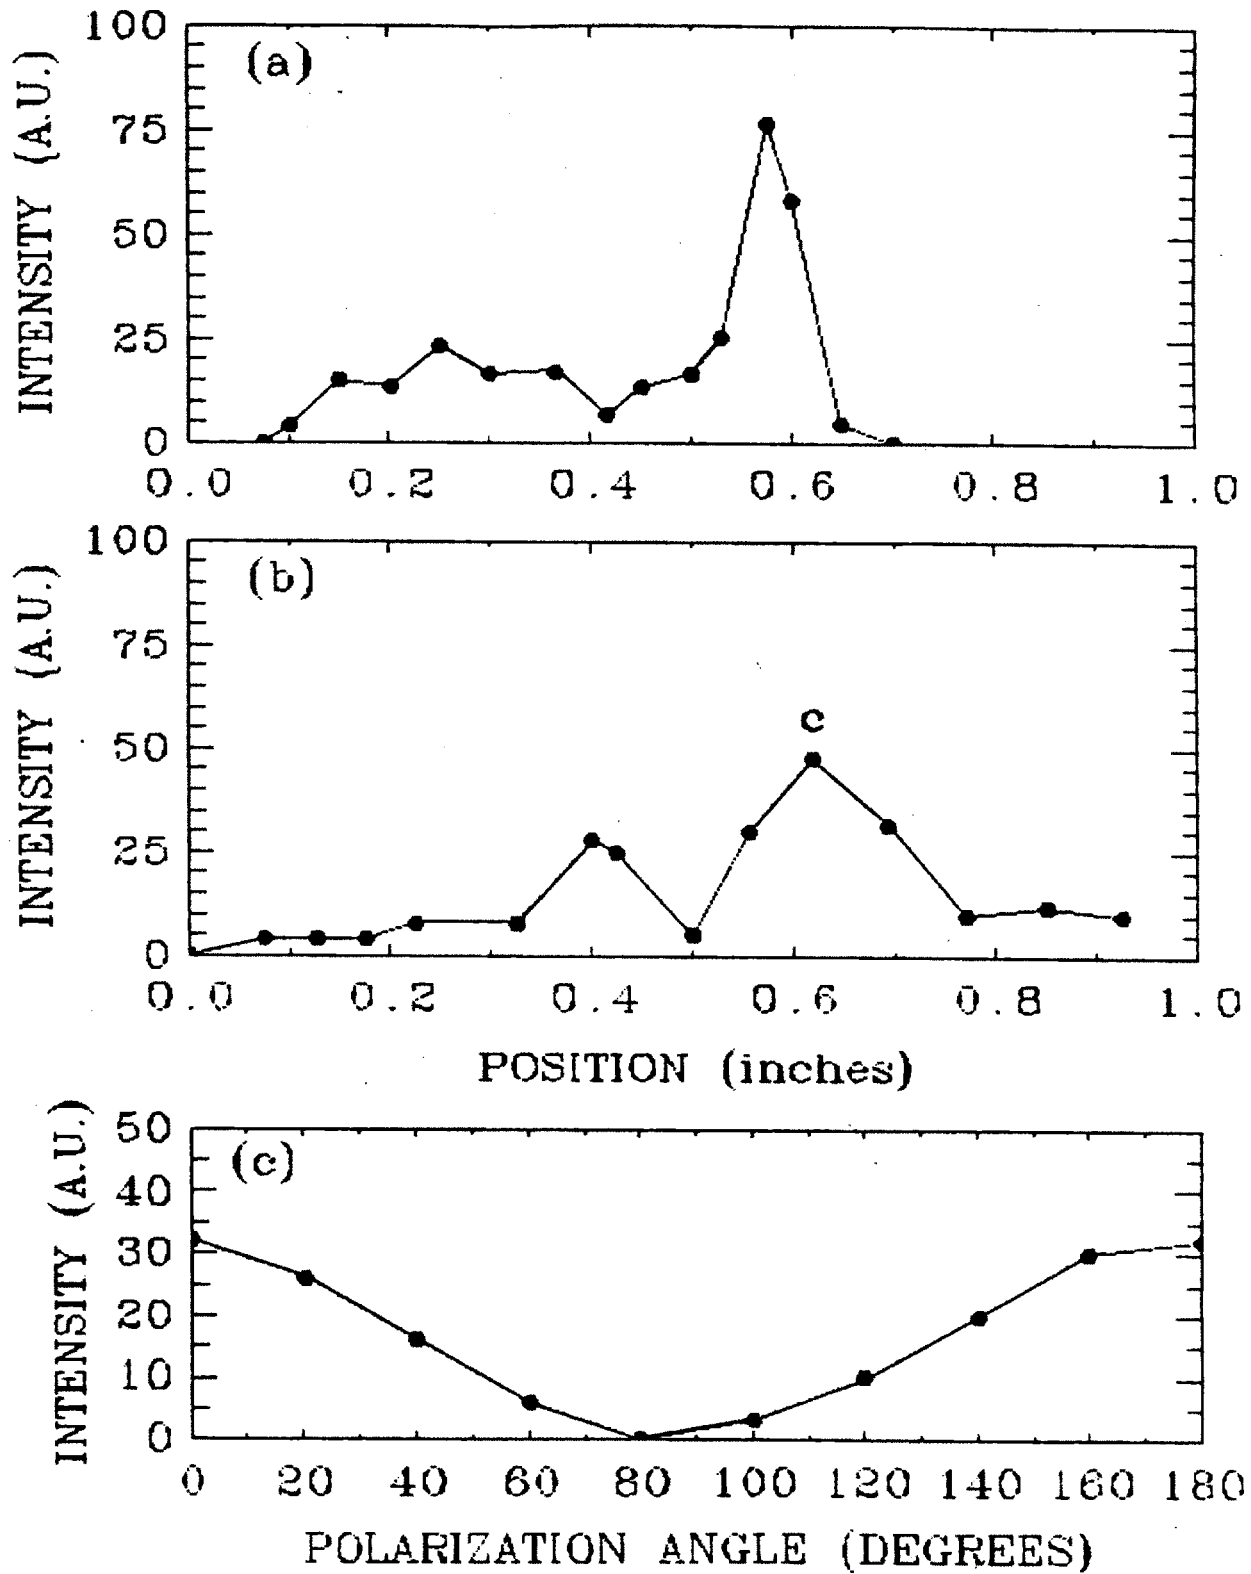 100
75
50
25
0
INTENSITY (A.U.)
(a)
0.0 0.2 0.4 0.6 0.8 1.0
100
75
50
25
0
INTENSITY (A.U.)
(b)
c
0.0 0.2 0.4 0.6 0.8 1.0
POSITION (inches)
50
40
30
20
10
0
INTENSITY (A.U.)
(c)
0 20 40 60 80 100 120 140 160 180
POLARIZATION ANGLE (DEGREES)